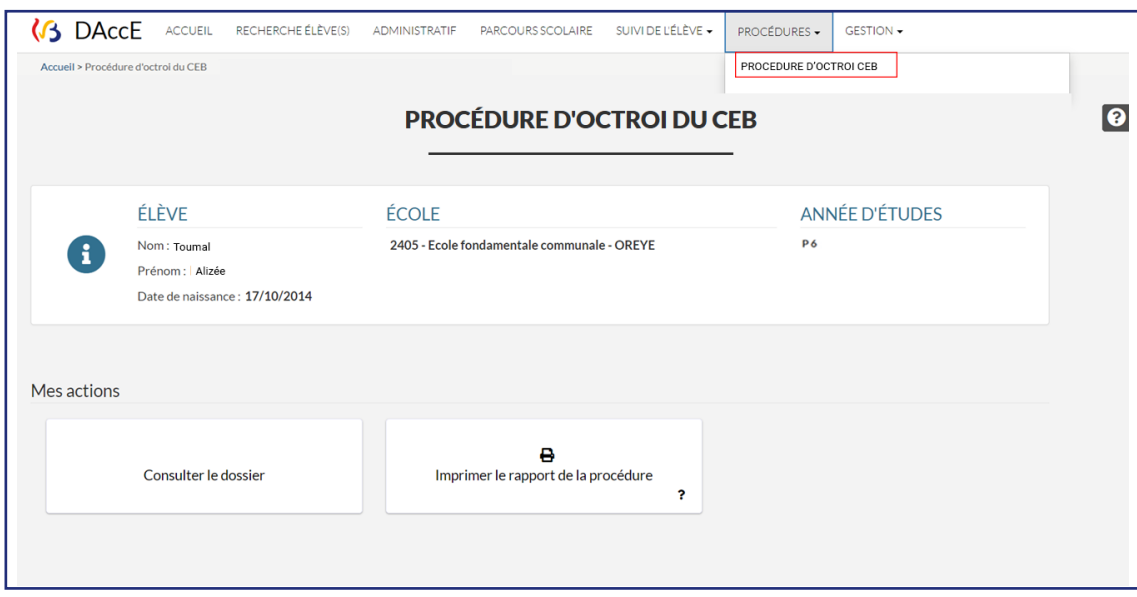 DAccE ACCUEIL RECHERCHE ÉLÈVE(S) ADMINISTRATIF PARCOURS SCOLAIRE SUIVI DE L'ÉLÈVE PROCÉDURES GESTION
Accueil > Procédure d'octroi du CEB
PROCEDURE D'OCTROI CEB
PROCÉDURE D'OCTROI DU CEB
?
ÉLÈVE ÉCOLE ANNÉE D'ÉTUDES
Nom : Toumal 2405 - Ecole fondamentale communale - OREYE P6
Prénom : Alizée
Date de naissance : 17/10/2014
Mes actions
Consulter le dossier
Imprimer le rapport de la procédure
?